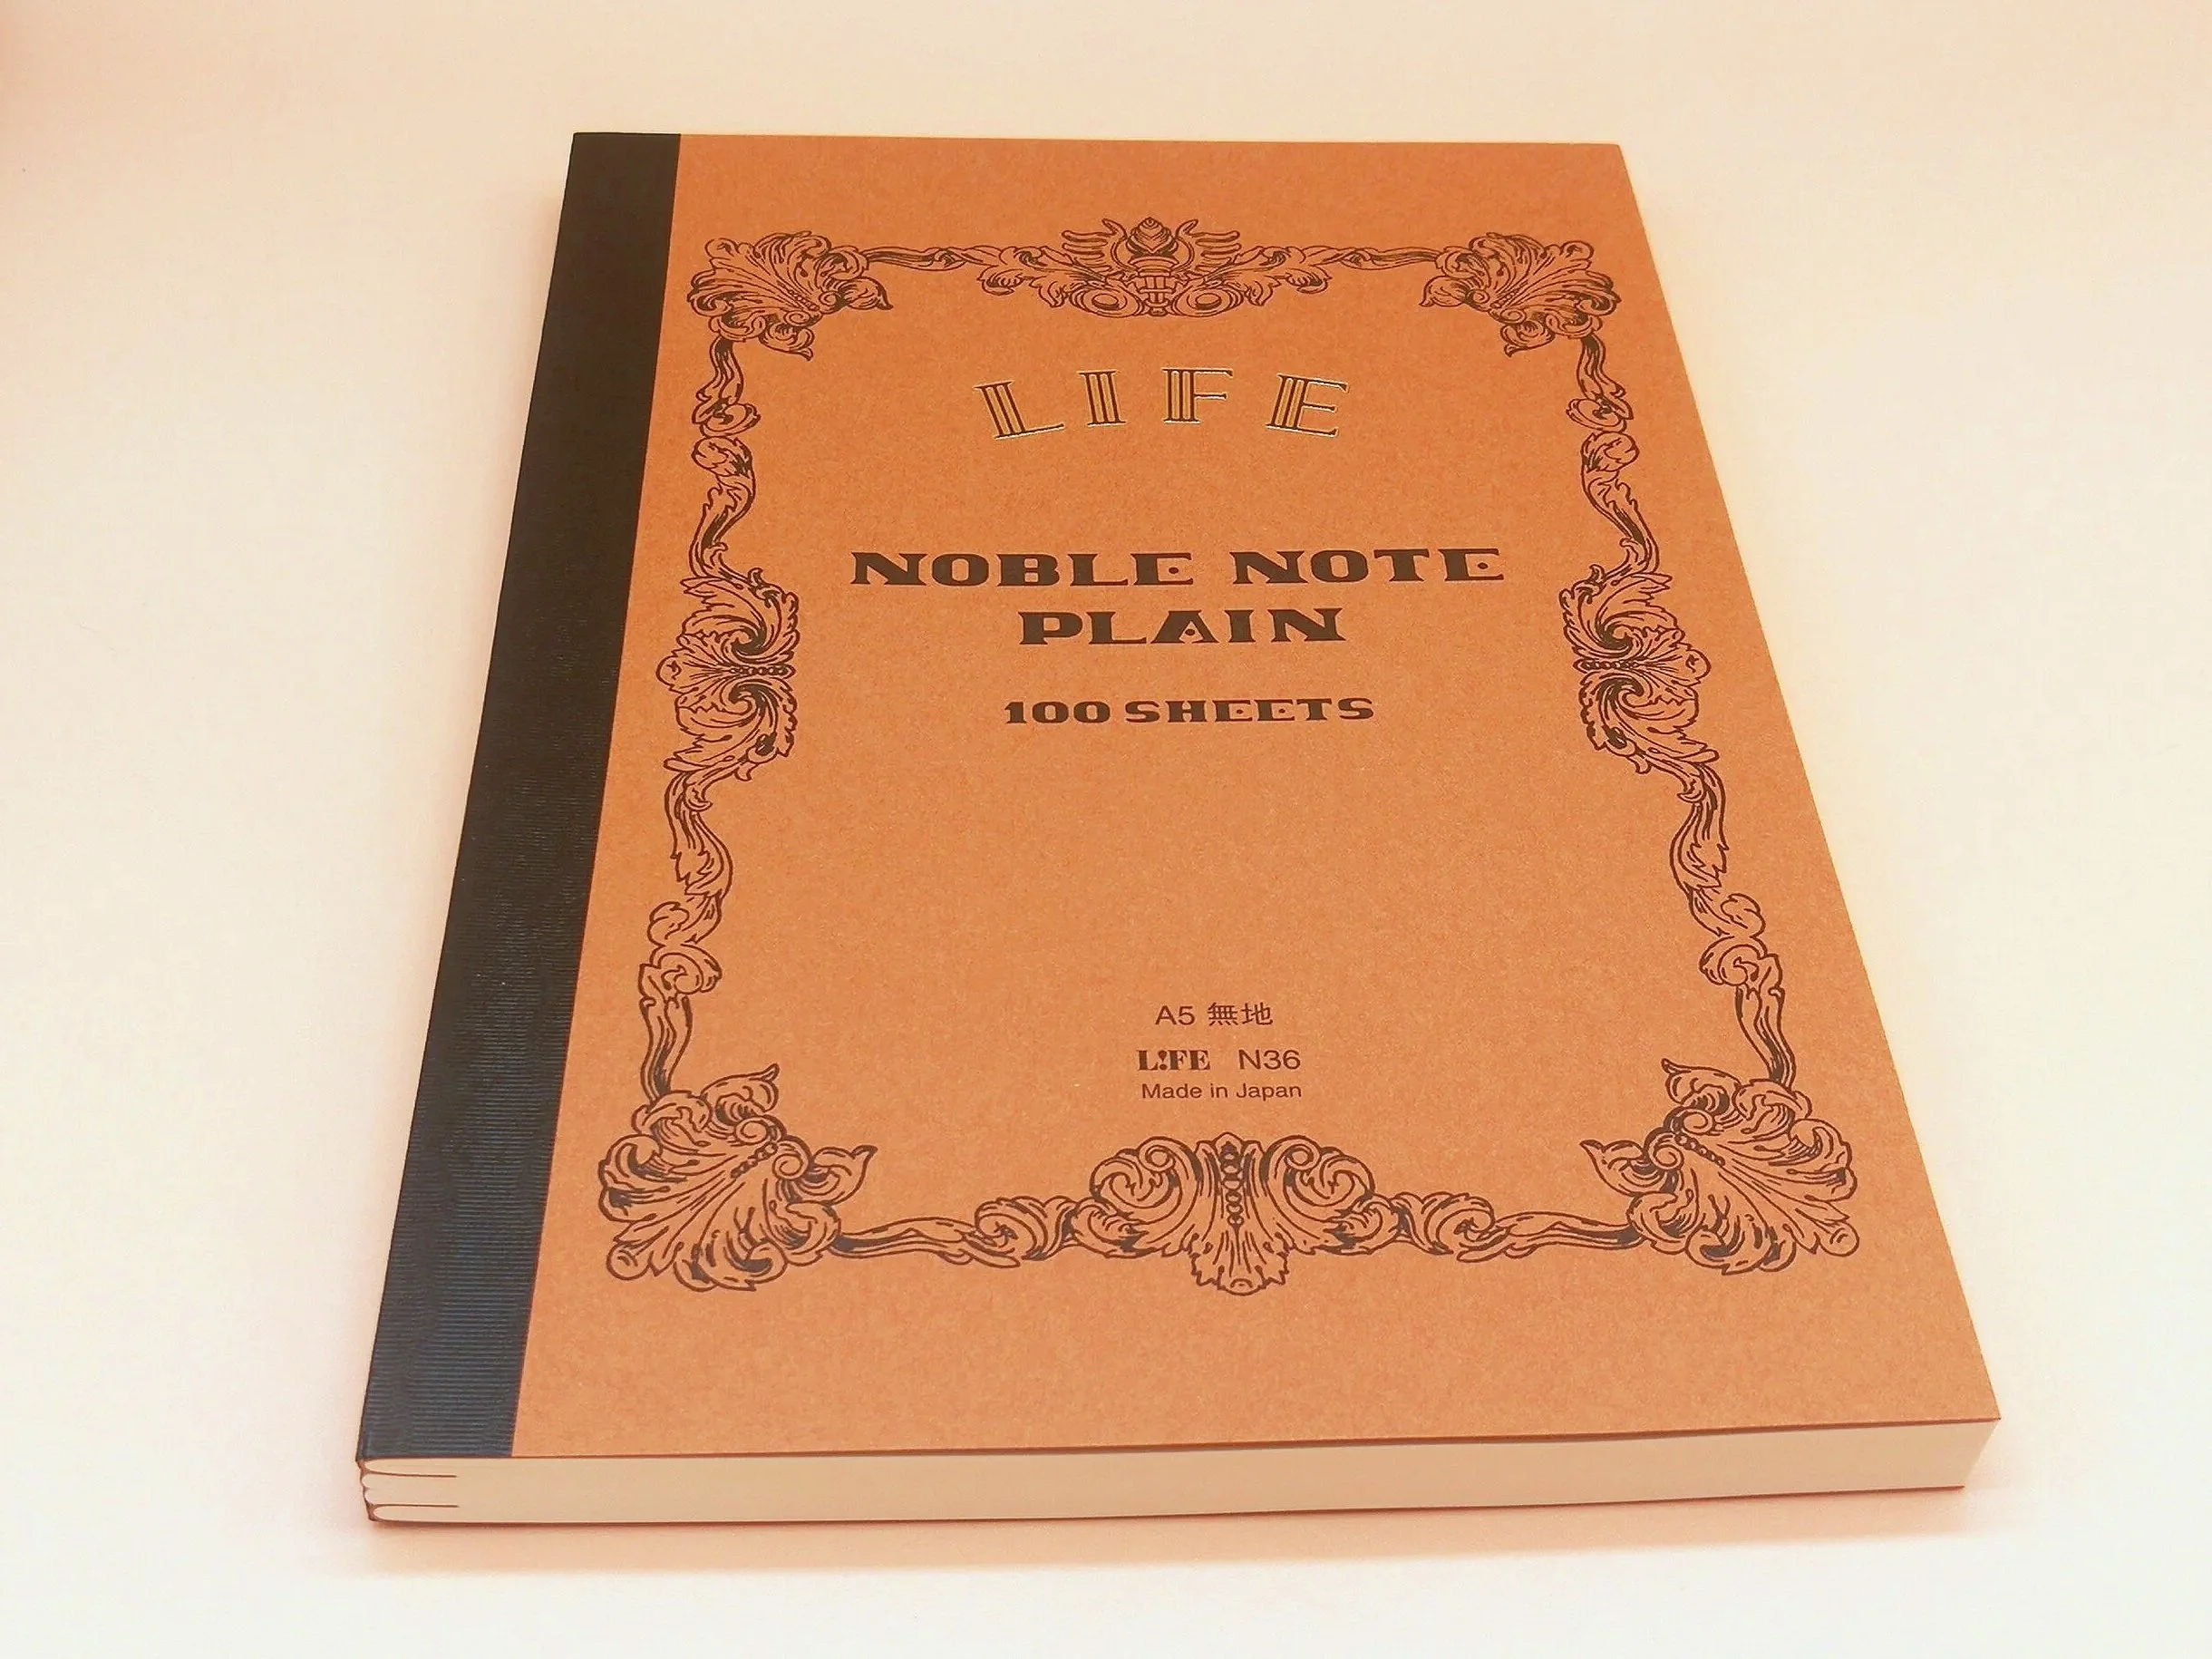 LIFE
NOBLE NOTE
PLAIN
100 SHEETS
A5 無地
L!FE N36
Made in Japan